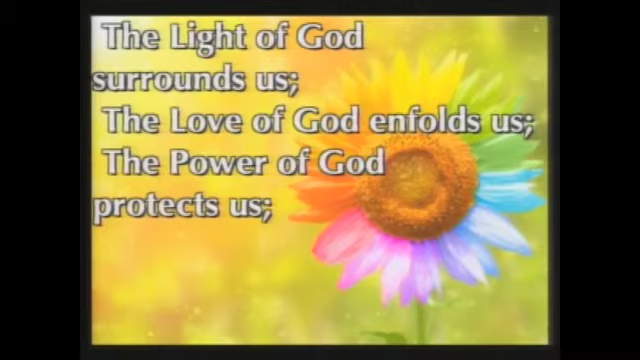 The Light of God
surrounds us;
The Love of God enfolds us;
The Power of God
protects us;